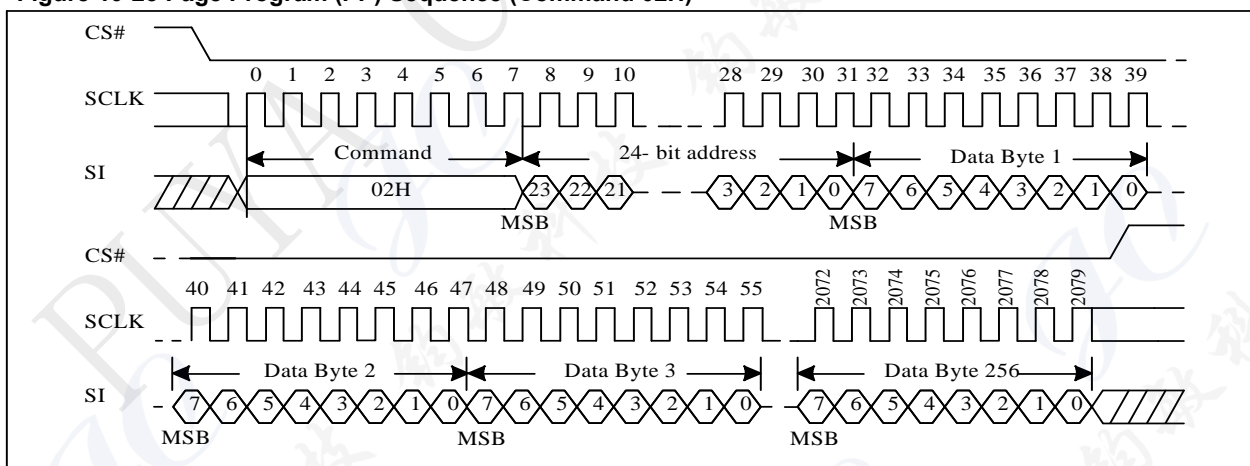 Figure 10-20 Page Program (PP) Sequence (Command 02H)
CS#
0 1 2 3 4 5 6 7 8 9 10 28 29 30 31 32 33 34 35 36 37 38 39
SCLK
Command 24- bit address Data Byte 1
SI
02H 23 22 21 3 2 1 0 7 6 5 4 3 2 1 0
MSB MSB
CS#
40 41 42 43 44 45 46 47 48 49 50 51 52 53 54 55 2072 2073 2074 2075 2076 2077 2078 2079
SCLK
Data Byte 2 Data Byte 3 Data Byte 256
SI
7 6 5 4 3 2 1 0 7 6 5 4 3 2 1 0 7 6 5 4 3 2 1 0
MSB MSB MSB
PUYA